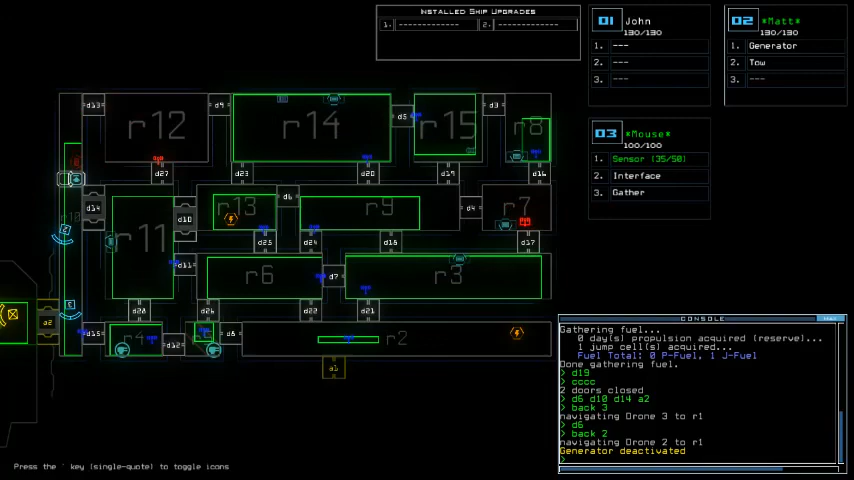 INSTALLED SHIP UPGRADES
1. -------------- 2. --------------
01 John
130/130
1. ---
2. ---
3. ---
02 *Matt*
130/130
1. Generator
2. Tow
3. ---
03 *Mouse*
100/100
1. Sensor (35/50)
2. Interface
3. Gather
d13 r12 d9 r14 d5 r15 d3 r8
d27 d23 d20 d19 d16
d14 r11 d10 r13 d6 r9 d4 r7
d25 d24 d18 d17
d11 r6 d7 r3
d28 d26 d22 d21
a2 d15 r4 d12 d8 r2
a1
CONSOLE
Gathering fuel...
0 day(s) propulsion acquired (reserve)...
1 jump cell(s) acquired...
Fuel Total: 0 P-Fuel, 1 J-Fuel
Done gathering fuel.
> d19
> cccc
2 doors closed
> d6 d10 d14 a2
> back 3
navigating Drone 3 to r1
> d6
> back 2
navigating Drone 2 to r1
Generator deactivated
>
Press the ` key (single-quote) to toggle icons